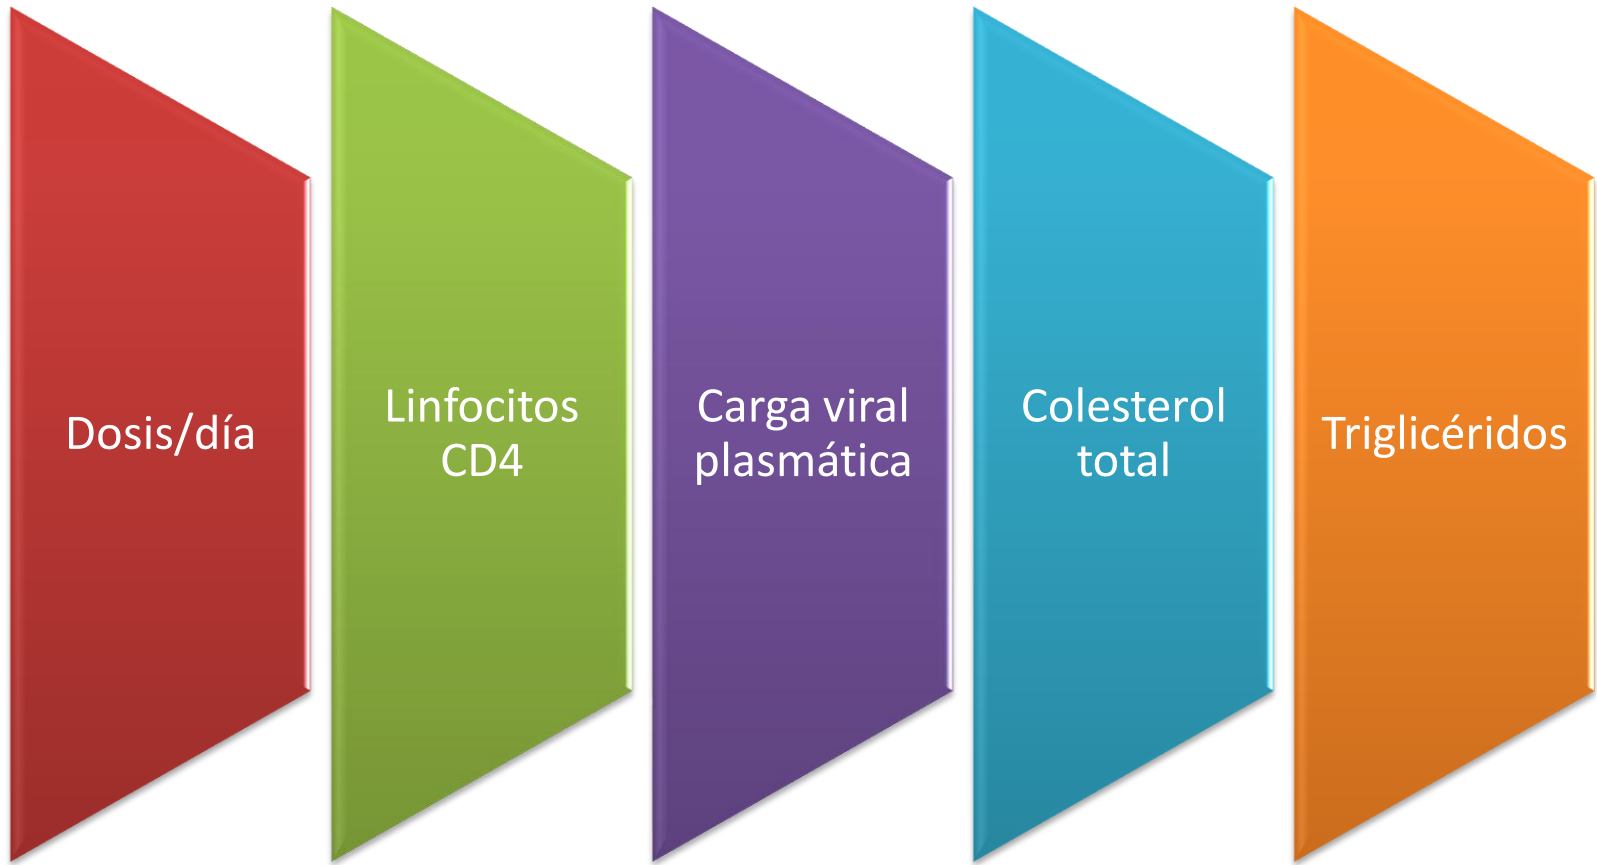 Dosis/día
Linfocitos
CD4
Carga viral
plasmática
Colesterol
total
Triglicéridos